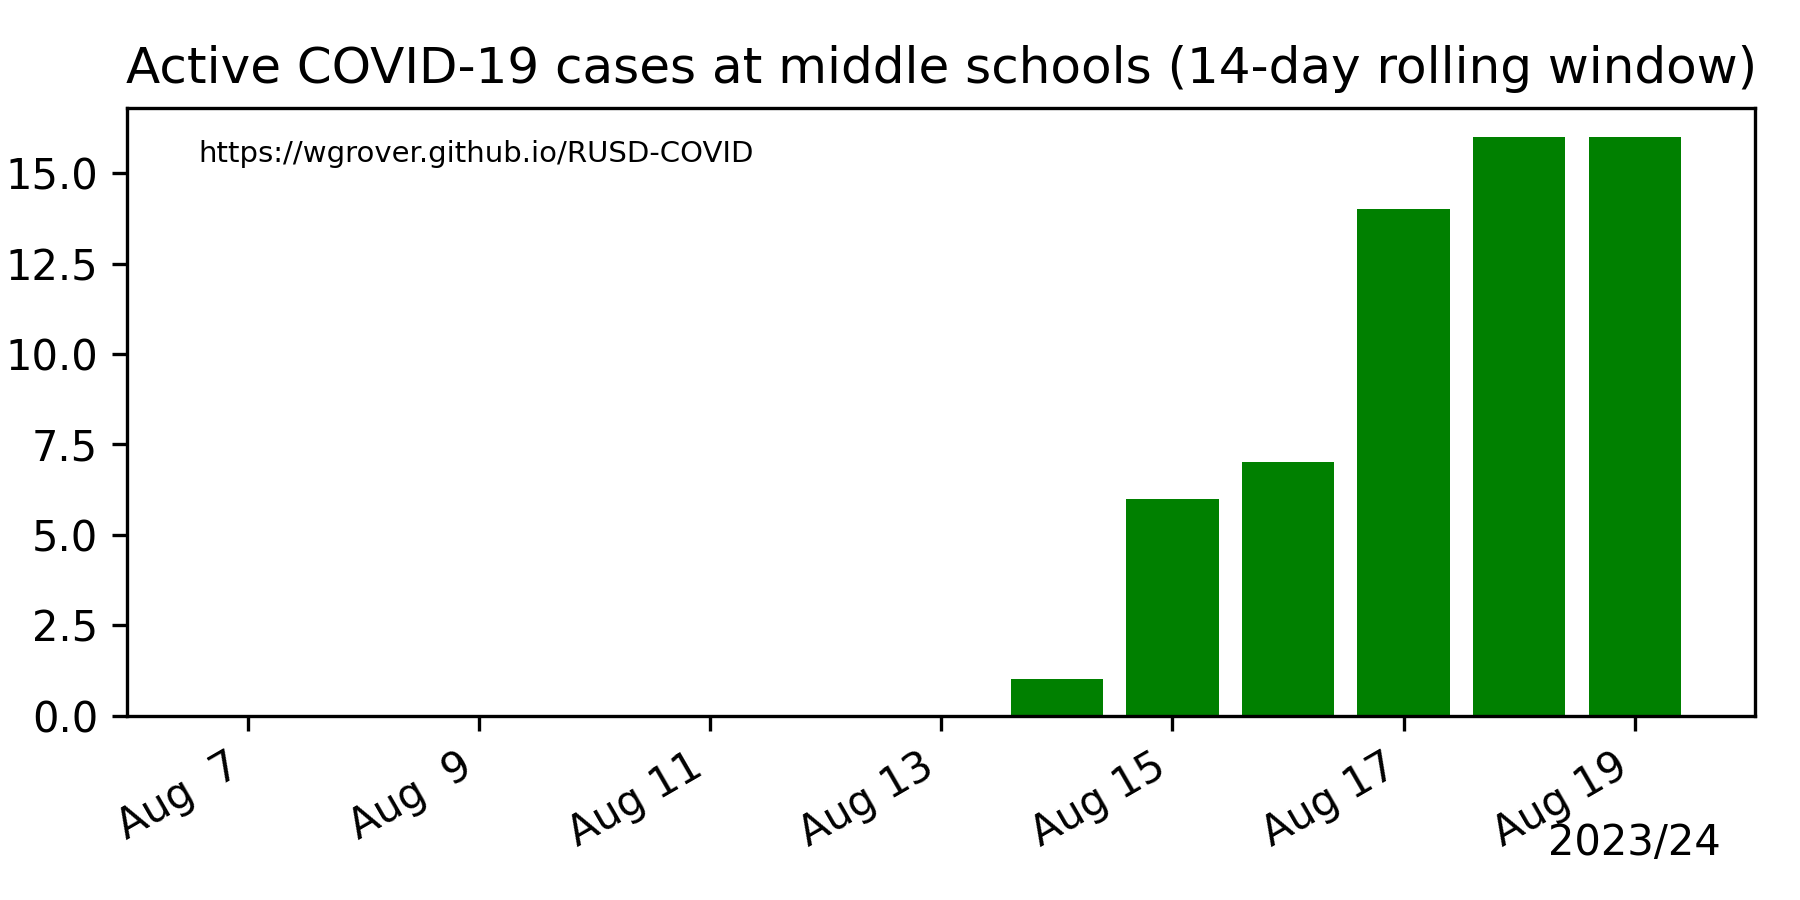 Active COVID-19 cases at middle schools (14-day rolling window)
https://wgrover.github.io/RUSD-COVID
15.0
12.5
10.0
7.5
5.0
2.5
0.0
Aug  7
Aug  9
Aug 11
Aug 13
Aug 15
Aug 17
Aug 19
2023/24